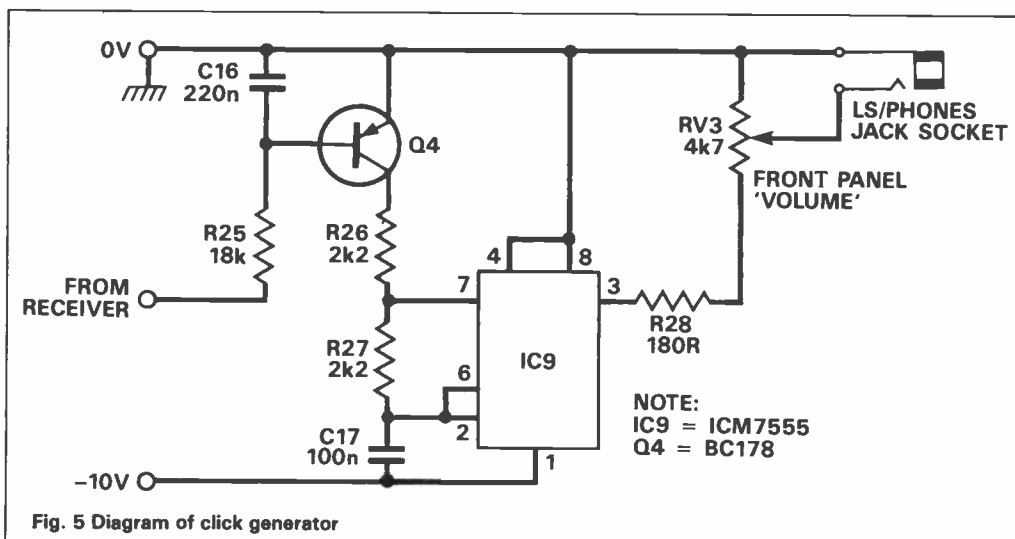 0V
C16
220n
Q4
LS/PHONES
JACK SOCKET
RV3
4k7
FRONT PANEL
'VOLUME'
R25
18k
R26
2k2
FROM
RECEIVER
4
8
7
3
R28
180R
R27
2k2
IC9
6
2
NOTE:
IC9 = ICM7555
Q4 = BC178
C17
100n
1
–10V
Fig. 5 Diagram of click generator